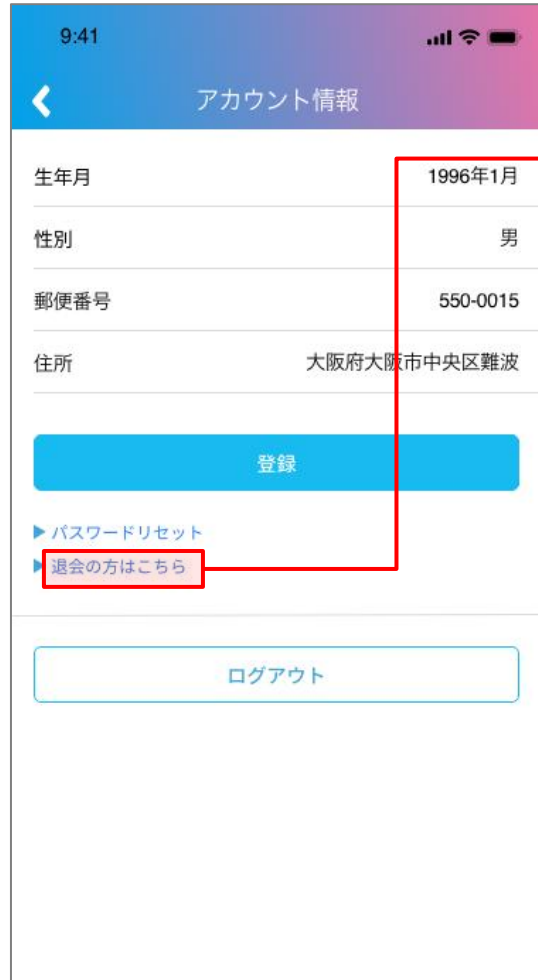 9:41
アカウント情報
生年月 1996年1月
性別 男
郵便番号 550-0015
住所 大阪府大阪市中央区難波
登録
パスワードリセット
退会の方はこちら
ログアウト